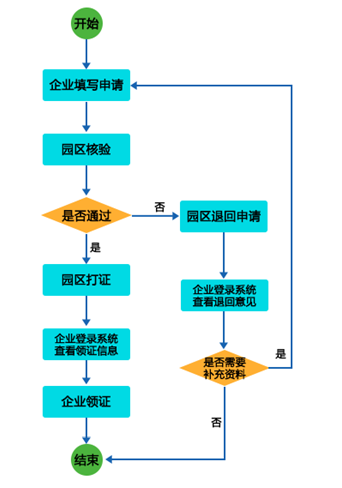 开始
企业填写申请
园区核验
是否通过
否
园区退回申请
是
园区打证
企业登录系统
查看退回意见
企业登录系统
查看领证信息
是否需要
补充资料
是
企业领证
否
结束